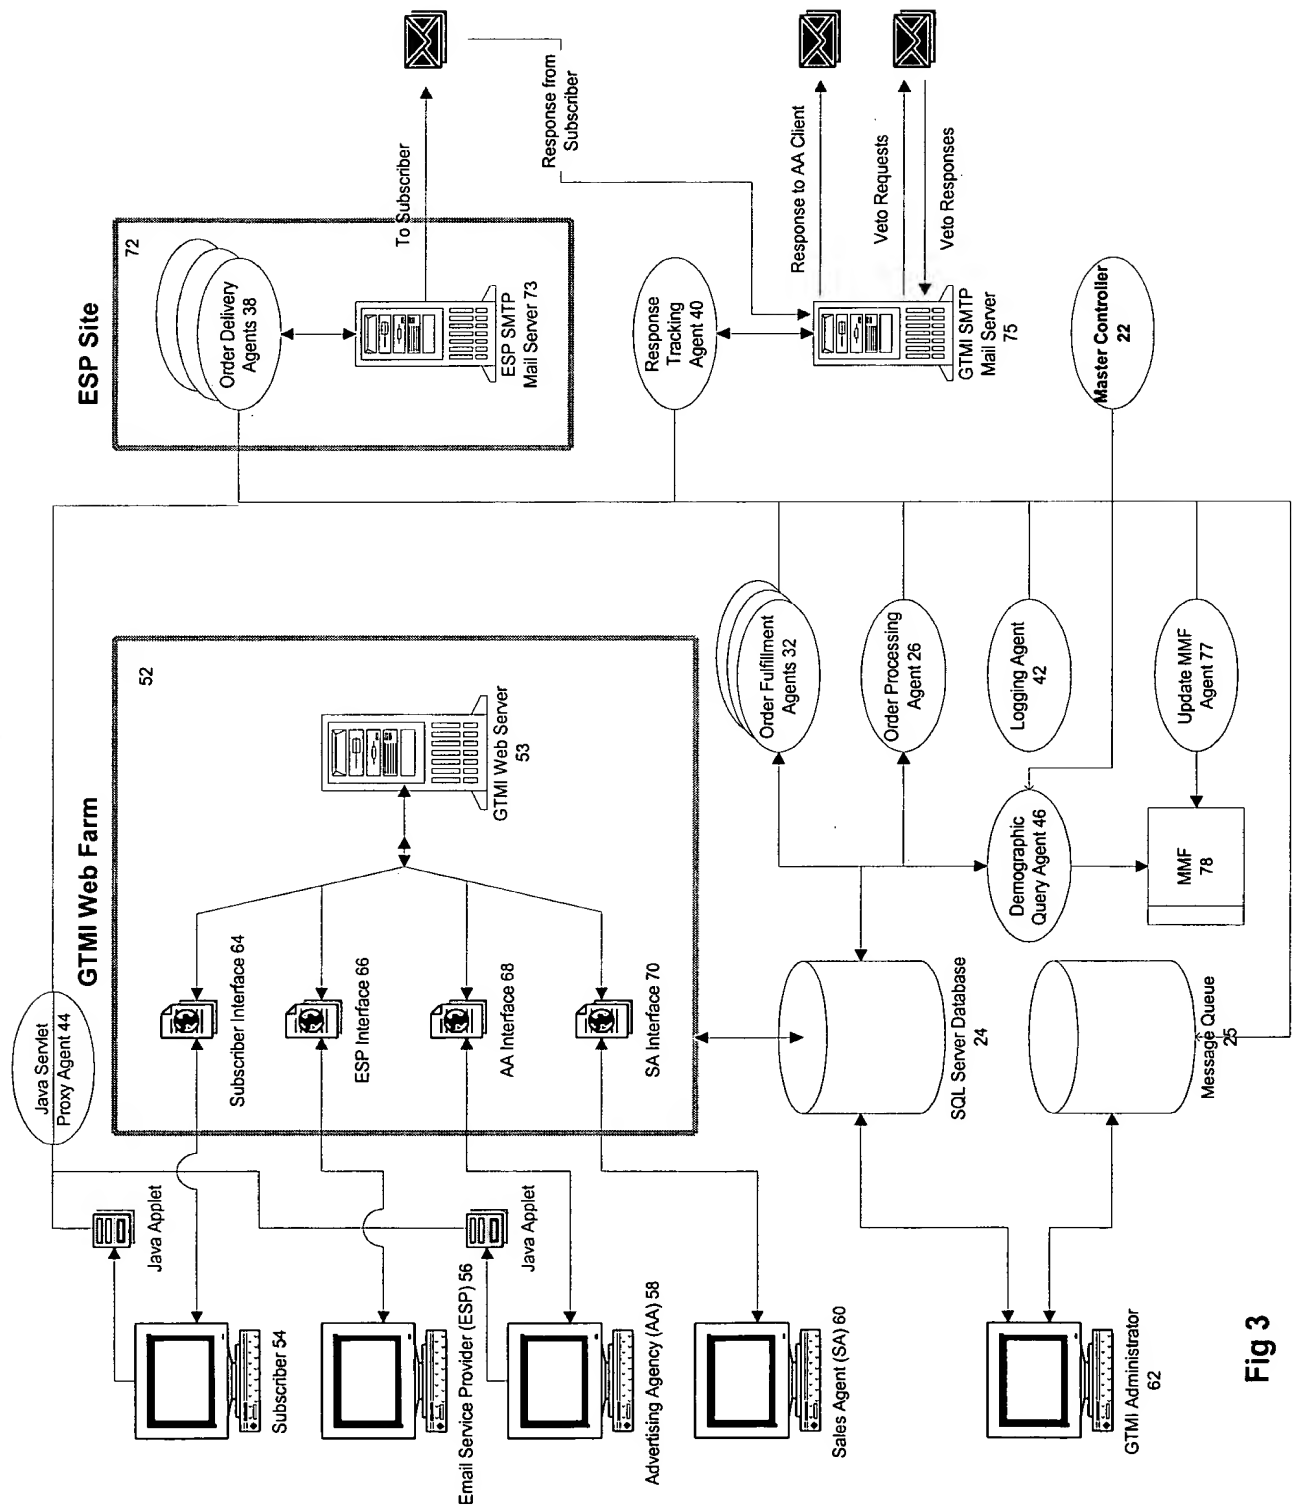 ESP Site
72
Order Delivery
Agents 38
ESP SMTP
Mail Server 73
To Subscriber
Response from
Subscriber
Response
Tracking
Agent 40
GTMI SMTP
Mail Server
75
Response to AA Client
Veto Requests
Veto Responses
Master Controller
22
GTMI Web Farm
52
GTMI Web Server
53
Java Servlet
Proxy Agent 44
Subscriber Interface 64
ESP Interface 66
AA Interface 68
SA Interface 70
Order Fulfillment
Agents 32
Order Processing
Agent 26
Logging Agent
42
Update MMF
Agent 77
Demographic
Query Agent 46
MMF
78
SQL Server Database
24
Message Queue
25
Java Applet
Java Applet
Subscriber 54
Email Service Provider (ESP) 56
Advertising Agency (AA) 58
Sales Agent (SA) 60
GTMI Administrator
62
Fig 3